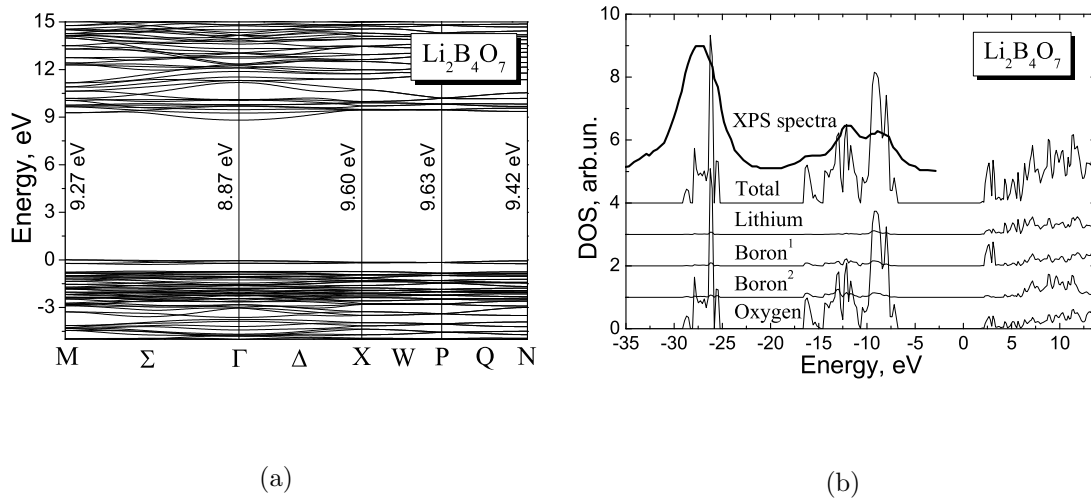 15
12
9
6
3
0
-3
Energy, eV
Li₂B₄O₇
9.27 eV
8.87 eV
9.60 eV
9.63 eV
9.42 eV
M Σ Γ Δ X W P Q N
(a)
10
8
6
4
2
0
DOS, arb.un.
Li₂B₄O₇
XPS spectra
Total
Lithium
Boron¹
Boron²
Oxygen
-35 -30 -25 -20 -15 -10 -5 0 5 10
Energy, eV
(b)